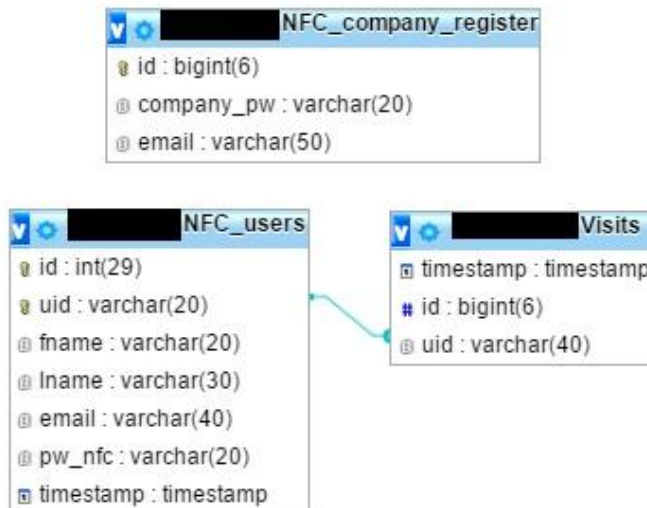 NFC_company_register
id : bigint(6)
company_pw : varchar(20)
email : varchar(50)
NFC_users
id : int(29)
uid : varchar(20)
fname : varchar(20)
lname : varchar(30)
email : varchar(40)
pw_nfc : varchar(20)
timestamp : timestamp
Visits
timestamp : timestamp
id : bigint(6)
uid : varchar(40)